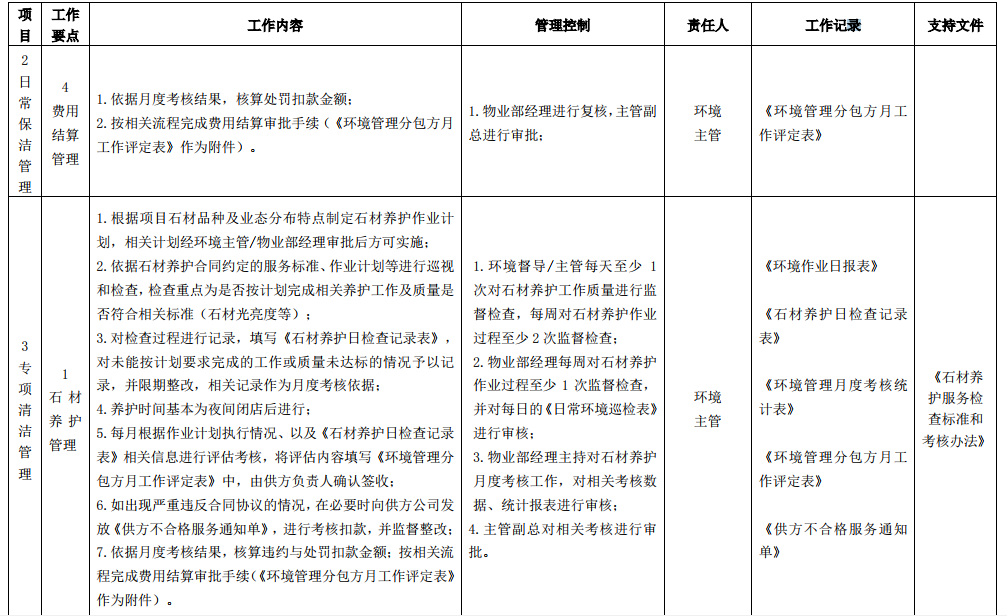 项目
工作要点
工作内容
管理控制
责任人
工作记录
支持文件
2
日常保洁管理
4
费用
结算
管理
1.依据月度考核结果，核算处罚扣款金额；
2.按相关流程完成费用结算审批手续（《环境管理分包方月
工作评定表》作为附件）。
1.物业部经理进行复核，主管副
总进行审批；
环境
主管
《环境管理分包方月工
作评定表》
3
专项清洁管理
1
石材
养护
管理
1.根据项目石材品种及业态分布特点制定石材养护作业计
划，相关计划经环境主管/物业部经理审批后方可实施；
2.依据石材养护合同约定的服务标准、作业计划等进行巡视
和检查，检查重点为是否按计划完成相关养护工作及质量是
否符合相关标准（石材光亮度等）；
3.对检查过程进行记录，填写《石材养护日检查记录表》，
对未能按计划要求完成的工作或质量未达标的情况予以记
录，并限期整改，相关记录作为月度考核依据；
4.养护时间基本为夜间闭店后进行；
5.每月根据作业计划执行情况、以及《石材养护日检查记录
表》相关信息进行评估考核，将评估内容填写《环境管理分
包方月工作评定表》中，由供方负责人确认签收；
6.如出现严重违反合同协议的情况，在必要时向供方公司发
放《供方不合格服务通知单》，进行考核扣款，并监督整改；
7.依据月度考核结果，核算违约与处罚扣款金额；按相关流
程完成费用结算审批手续（《环境管理分包方月工作评定表》
作为附件）。
1.环境督导/主管每天至少 1
次对石材养护工作质量进行监
督检查，每周对石材养护作业
过程至少2次监督检查；
2.物业部经理每周对石材养护
作业过程至少1次监督检查，
并对每日的《日常环境巡检表》
进行审核；
3.物业部经理主持对石材养护
月度考核工作，对相关考核数
据、统计报表进行审核；
4.主管副总对相关考核进行审
批。
环境
主管
《环境作业日报表》
《石材养护日检查记录
表》
《环境管理月度考核统
计表》
《环境管理分包方月工
作评定表》
《供方不合格服务通知
单》
《石材养
护服务检
查标准和
考核办法》